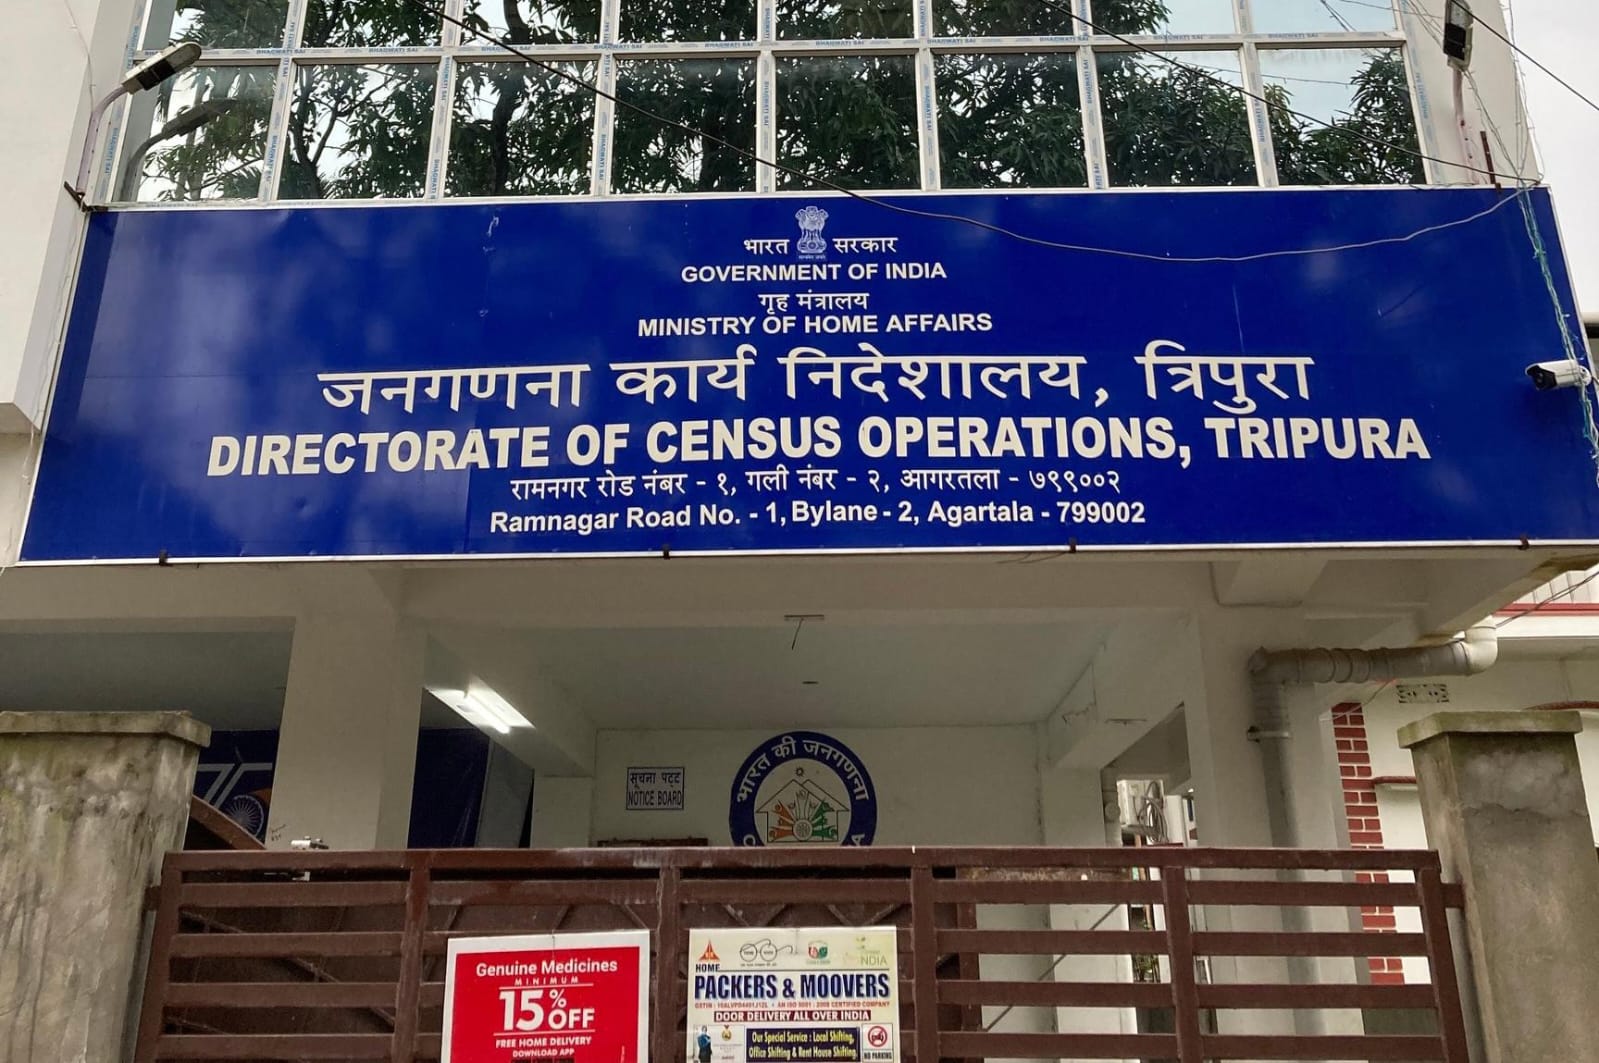 भारत सरकार
GOVERNMENT OF INDIA
गृह मंत्रालय
MINISTRY OF HOME AFFAIRS
जनगणना कार्य निदेशालय, त्रिपुरा
DIRECTORATE OF CENSUS OPERATIONS, TRIPURA
रामनगर रोड नंबर - १, गली नंबर - २, आगरतला - ७९९००२
Ramnagar Road No. - 1, Bylane - 2, Agartala - 799002
भारत की जनगणना
सूचना पट्ट
NOTICE BOARD
75
Genuine Medicines
MINIMUM
15% OFF
FREE HOME DELIVERY
DOWNLOAD APP
HOME
PACKERS & MOOVERS
DOOR DELIVERY ALL OVER INDIA
Our Special Service : Local Shifting,
Office Shifting & Rent House Shifting.
NO PARKING